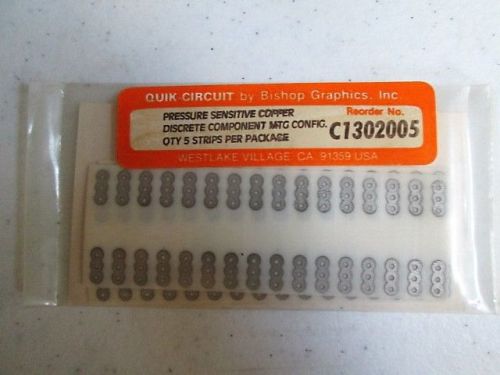 QUIK-CIRCUIT by Bishop Graphics, Inc
PRESSURE SENSITIVE COPPER
DISCRETE COMPONENT MTG CONFIG.
QTY 5 STRIPS PER PACKAGE
Reorder No.
C1302005
WESTLAKE VILLAGE, CA 91359 USA